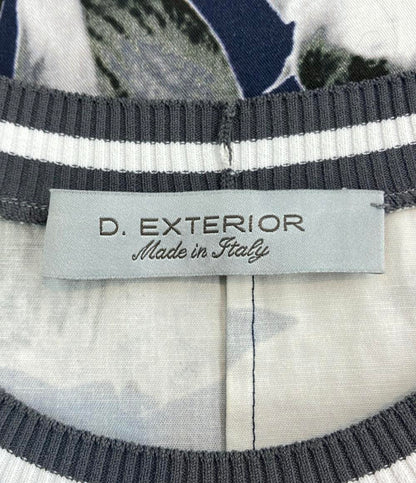 D. EXTERIOR
Made in Italy